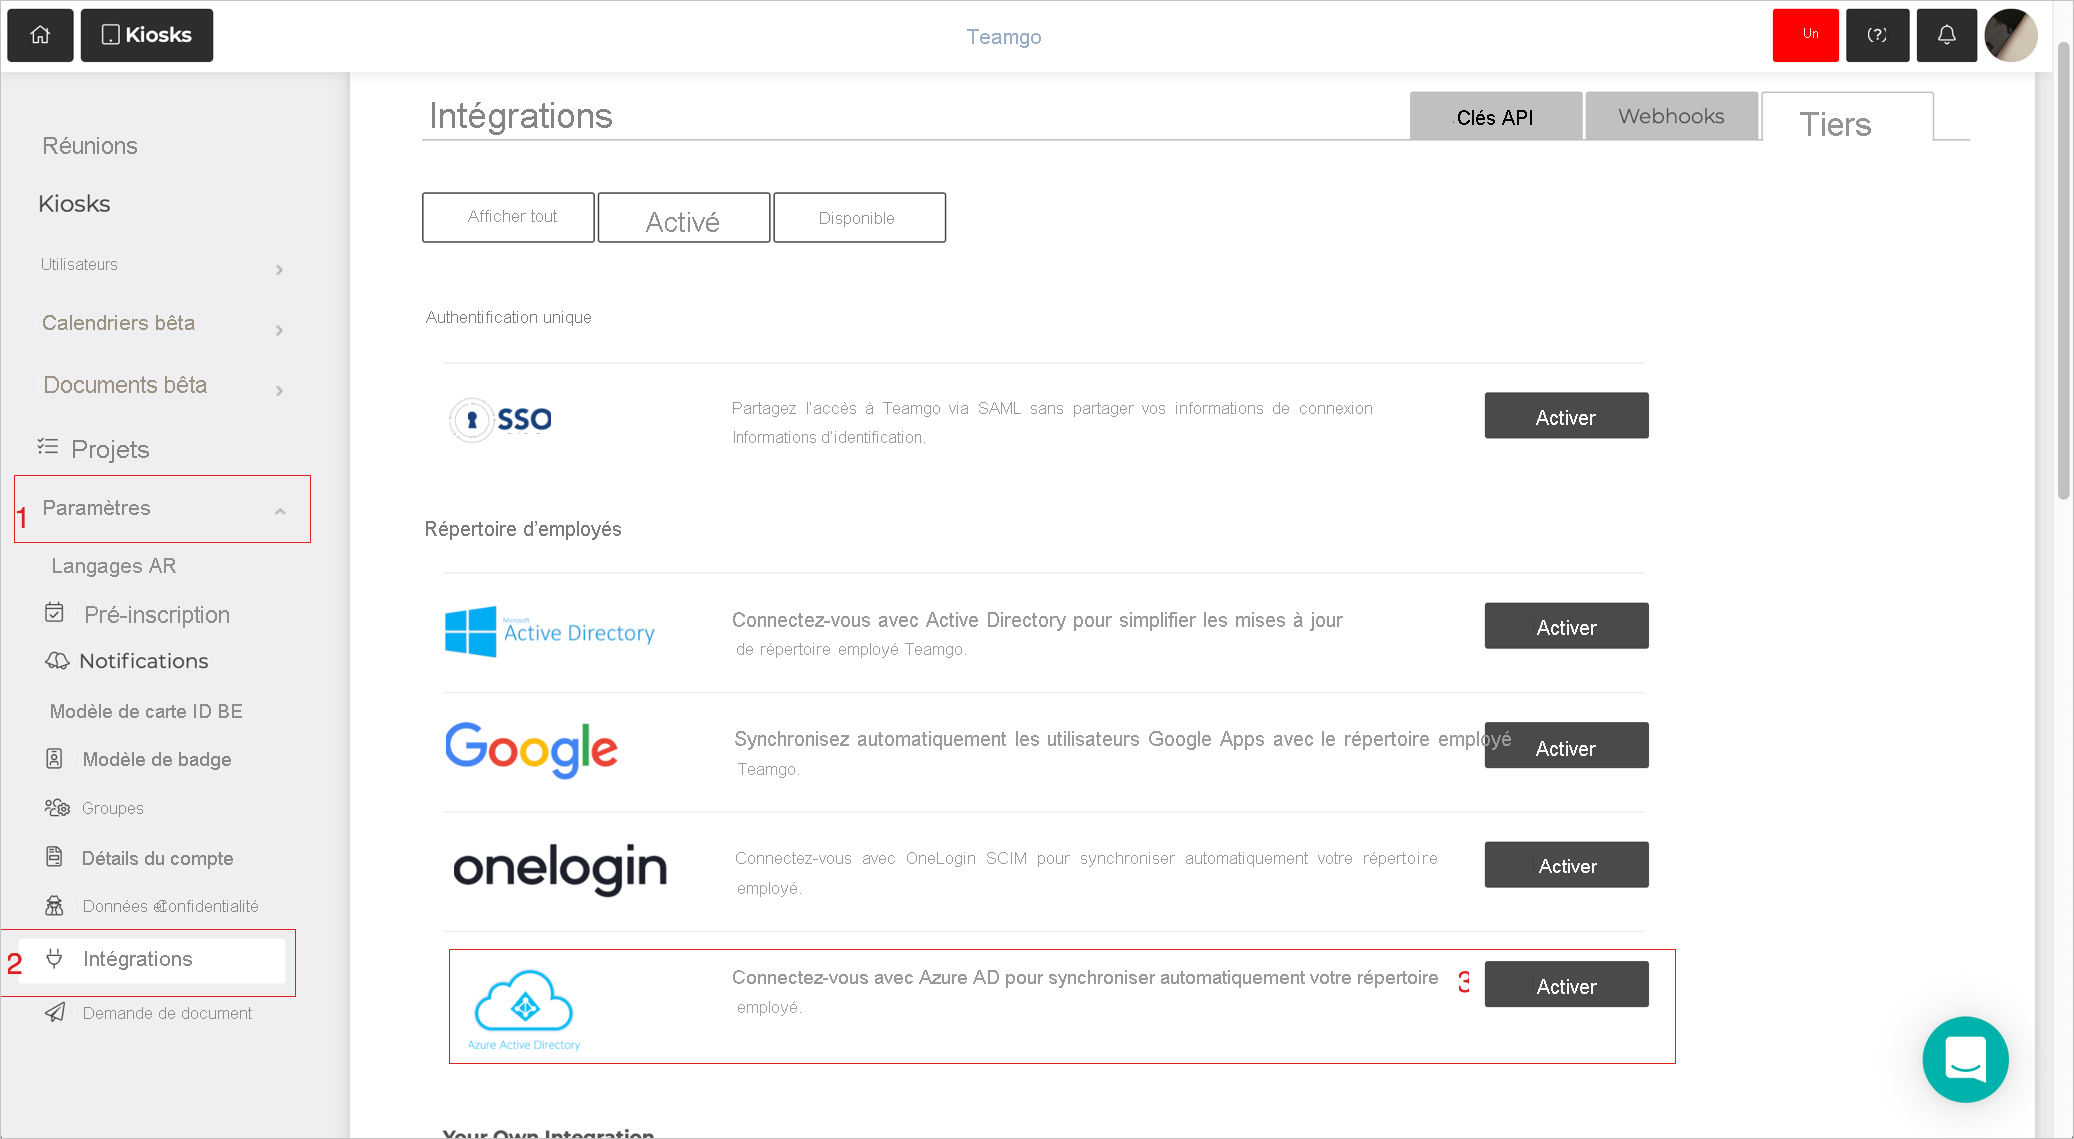 Kiosks
Teamgo
Un
(?)
Réunions
Kiosks
Utilisateurs
Calendriers bêta
Documents bêta
Projets
1 Paramètres
Langages AR
Pré-inscription
Notifications
Modèle de carte ID BE
Modèle de badge
Groupes
Détails du compte
Données et Confidentialité
2 Intégrations
Demande de document
Intégrations
Clés API
Webhooks
Tiers
Afficher tout
Activé
Disponible
Authentification unique
SSO
Partagez l'accés à Teamgo via SAML sans partager vos informations de connexion
Informations d'identification.
Activer
Répertoire d'employés
Microsoft
Active Directory
Connectez-vous avec Active Directory pour simplifier les mises à jour
de répertoire employé Teamgo.
Activer
Google
Synchronisez automatiquement les utilisateurs Google Apps avec le répertoire employé
Teamgo.
Activer
onelogin
Connectez-vous avec OneLogin SCIM pour synchroniser automatiquement votre répertoire
employé.
Activer
Azure Active Directory
Connectez-vous avec Azure AD pour synchroniser automatiquement votre répertoire
employé.
3
Activer
Your Own Integration